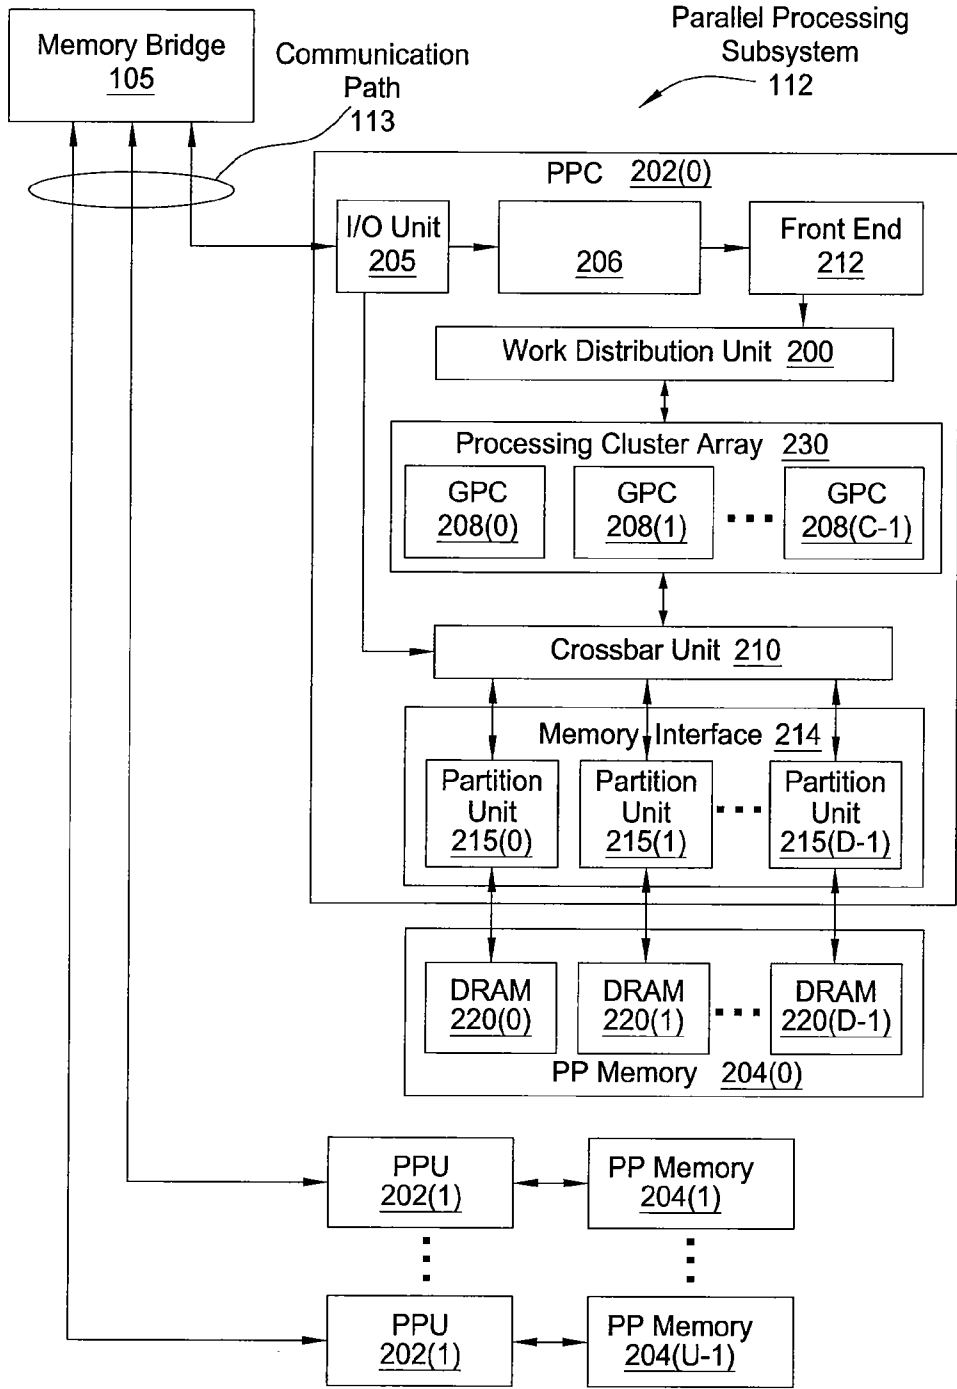 Parallel Processing
Subsystem
112
Memory Bridge
105
Communication
Path
113
PPC 202(0)
I/O Unit
205
206
Front End
212
Work Distribution Unit 200
Processing Cluster Array 230
GPC
208(0)
GPC
208(1)
GPC
208(C-1)
Crossbar Unit 210
Memory Interface 214
Partition
Unit
215(0)
Partition
Unit
215(1)
Partition
Unit
215(D-1)
DRAM
220(0)
DRAM
220(1)
DRAM
220(D-1)
PP Memory 204(0)
PPU
202(1)
PP Memory
204(1)
PPU
202(1)
PP Memory
204(U-1)